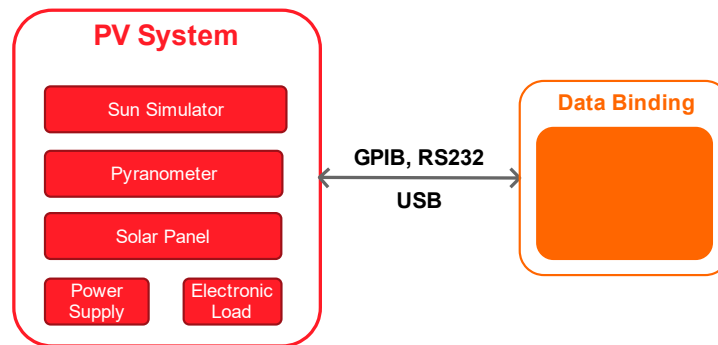 PV System
Sun Simulator
Pyranometer
Solar Panel
Power
Supply
Electronic
Load
GPIB, RS232
USB
Data Binding